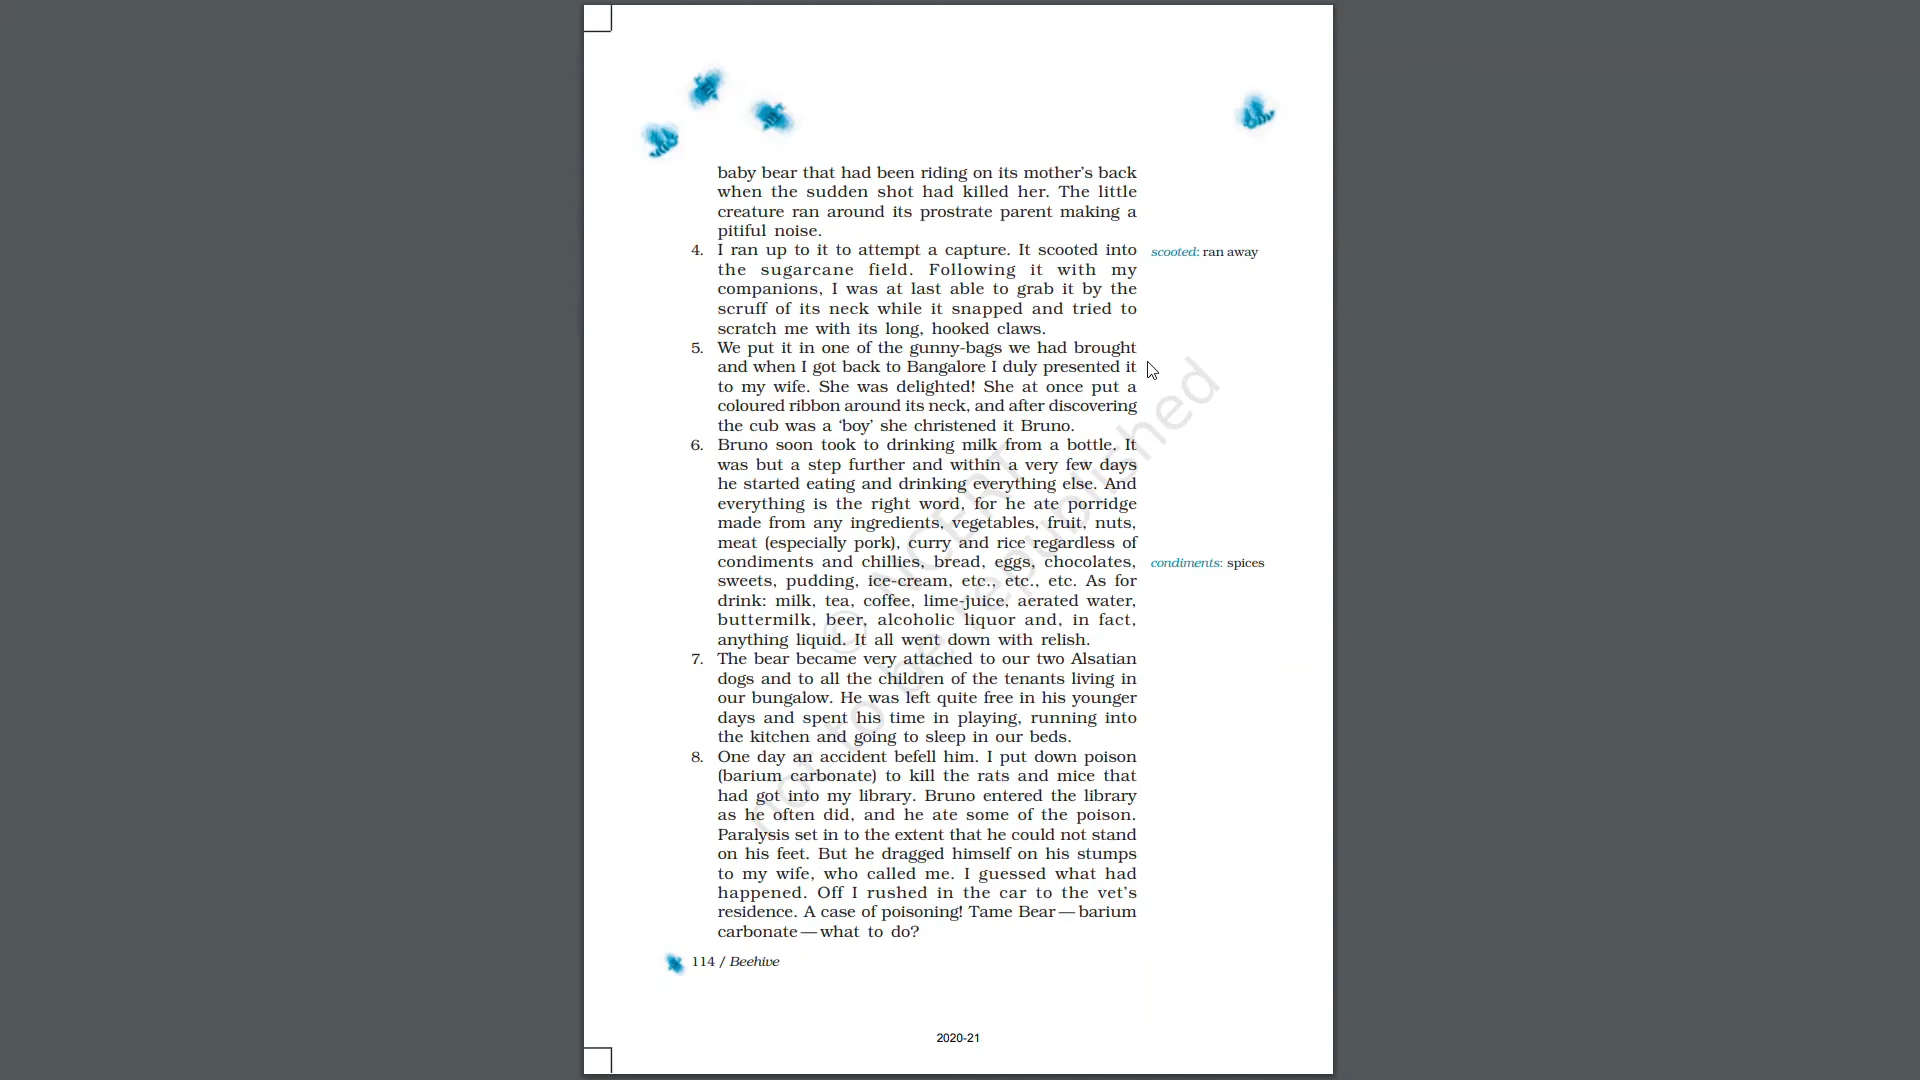 baby bear that had been riding on its mother's back
when the sudden shot had killed her. The little
creature ran around its prostrate parent making a
pitiful noise.
4. I ran up to it to attempt a capture. It scooted into
scooted: ran away
the sugarcane field. Following it with my
companions, I was at last able to grab it by the
scruff of its neck while it snapped and tried to
scratch me with its long, hooked claws.
5. We put it in one of the gunny-bags we had brought
and when I got back to Bangalore I duly presented it
to my wife. She was delighted! She at once put a
coloured ribbon around its neck, and after discovering
the cub was a ‘boy’ she christened it Bruno.
6. Bruno soon took to drinking milk from a bottle. It
was but a step further and within a very few days
he started eating and drinking everything else. And
everything is the right word, for he ate porridge
made from any ingredients, vegetables, fruit, nuts,
meat (especially pork), curry and rice regardless of
condiments and chillies, bread, eggs, chocolates,
condiments: spices
sweets, pudding, ice-cream, etc., etc., etc. As for
drink: milk, tea, coffee, lime-juice, aerated water,
buttermilk, beer, alcoholic liquor and, in fact,
anything liquid. It all went down with relish.
7. The bear became very attached to our two Alsatian
dogs and to all the children of the tenants living in
our bungalow. He was left quite free in his younger
days and spent his time in playing, running into
the kitchen and going to sleep in our beds.
8. One day an accident befell him. I put down poison
(barium carbonate) to kill the rats and mice that
had got into my library. Bruno entered the library
as he often did, and he ate some of the poison.
Paralysis set in to the extent that he could not stand
on his feet. But he dragged himself on his stumps
to my wife, who called me. I guessed what had
happened. Off I rushed in the car to the vet's
residence. A case of poisoning! Tame Bear — barium
carbonate — what to do?
114 / Beehive
2020-21
© NCERT
not to be republished